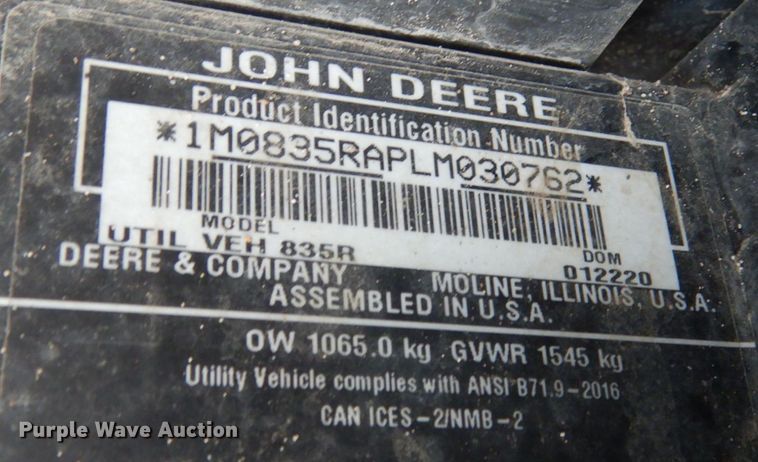 JOHN DEERE
Product Identification Number
*1M0835RAPLM030762*
MODEL
UTIL VEH 835R
DOM
012220
DEERE & COMPANY MOLINE, ILLINOIS, U.S.A.
ASSEMBLED IN U.S.A.
OW 1065.0 kg GVWR 1545 kg
Utility Vehicle complies with ANSI B71.9-2016
CAN ICES-2/NMB-2
Purple Wave Auction